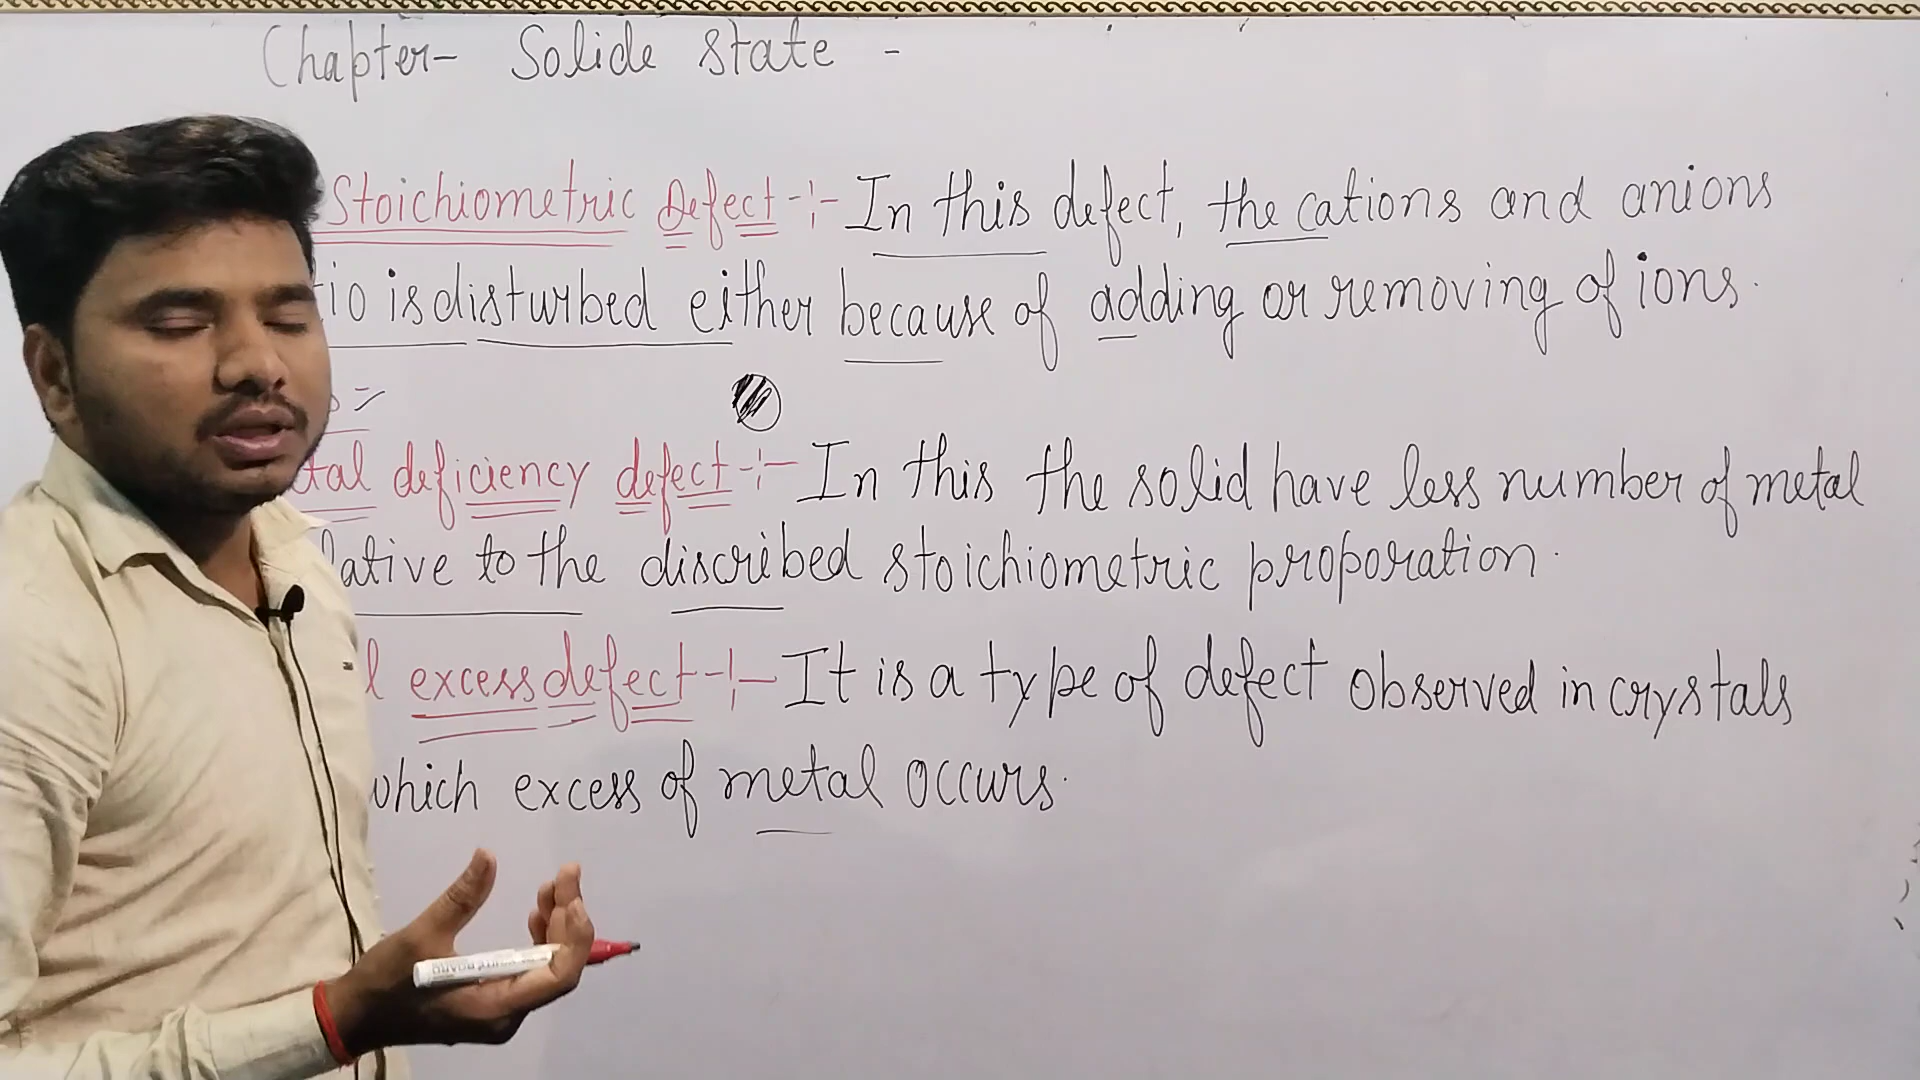 Chapter- Solide state -
Stoichiometric Defect -:- In this defect, the cations and anions
tio is disturbed either because of adding or removing of ions.
tal deficiency defect -:- In this the solid have less number of metal
lative to the discribed stoichiometric proporation.
l excess defect -:- It is a type of defect observed in crystals
which excess of metal occurs.